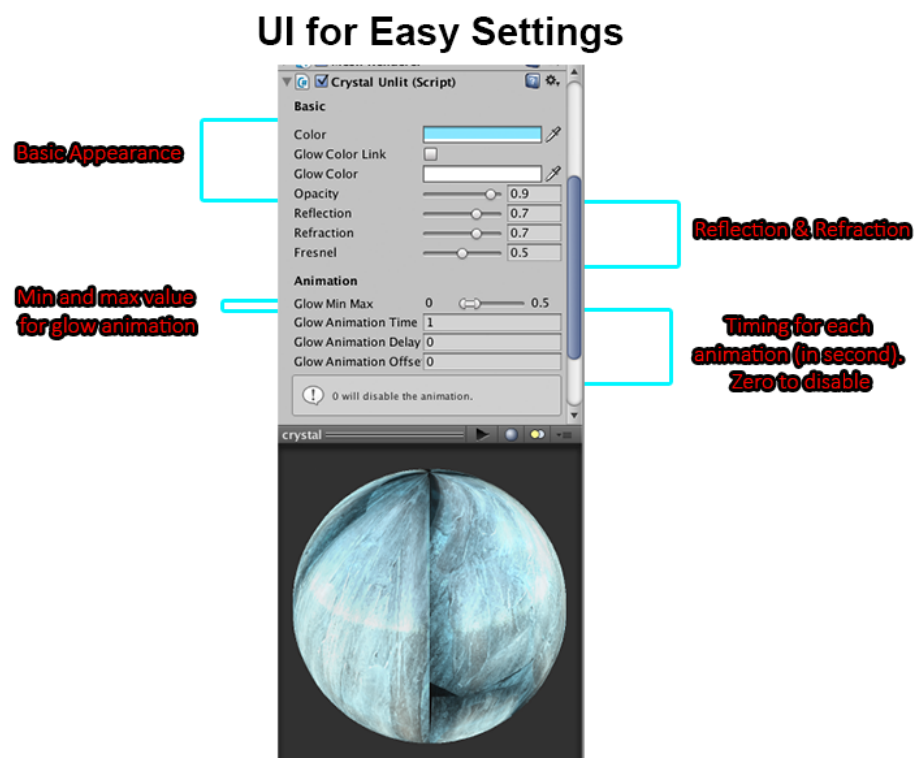 UI for Easy Settings
Crystal Unlit (Script)
Basic
Color
Glow Color Link
Glow Color
Opacity 0.9
Reflection 0.7
Refraction 0.7
Fresnel 0.5
Animation
Glow Min Max 0 0.5
Glow Animation Time 1
Glow Animation Delay 0
Glow Animation Offse 0
0 will disable the animation.
crystal
Basic Appearance
Min and max value
for glow animation
Reflection & Refraction
Timing for each
animation (in second).
Zero to disable